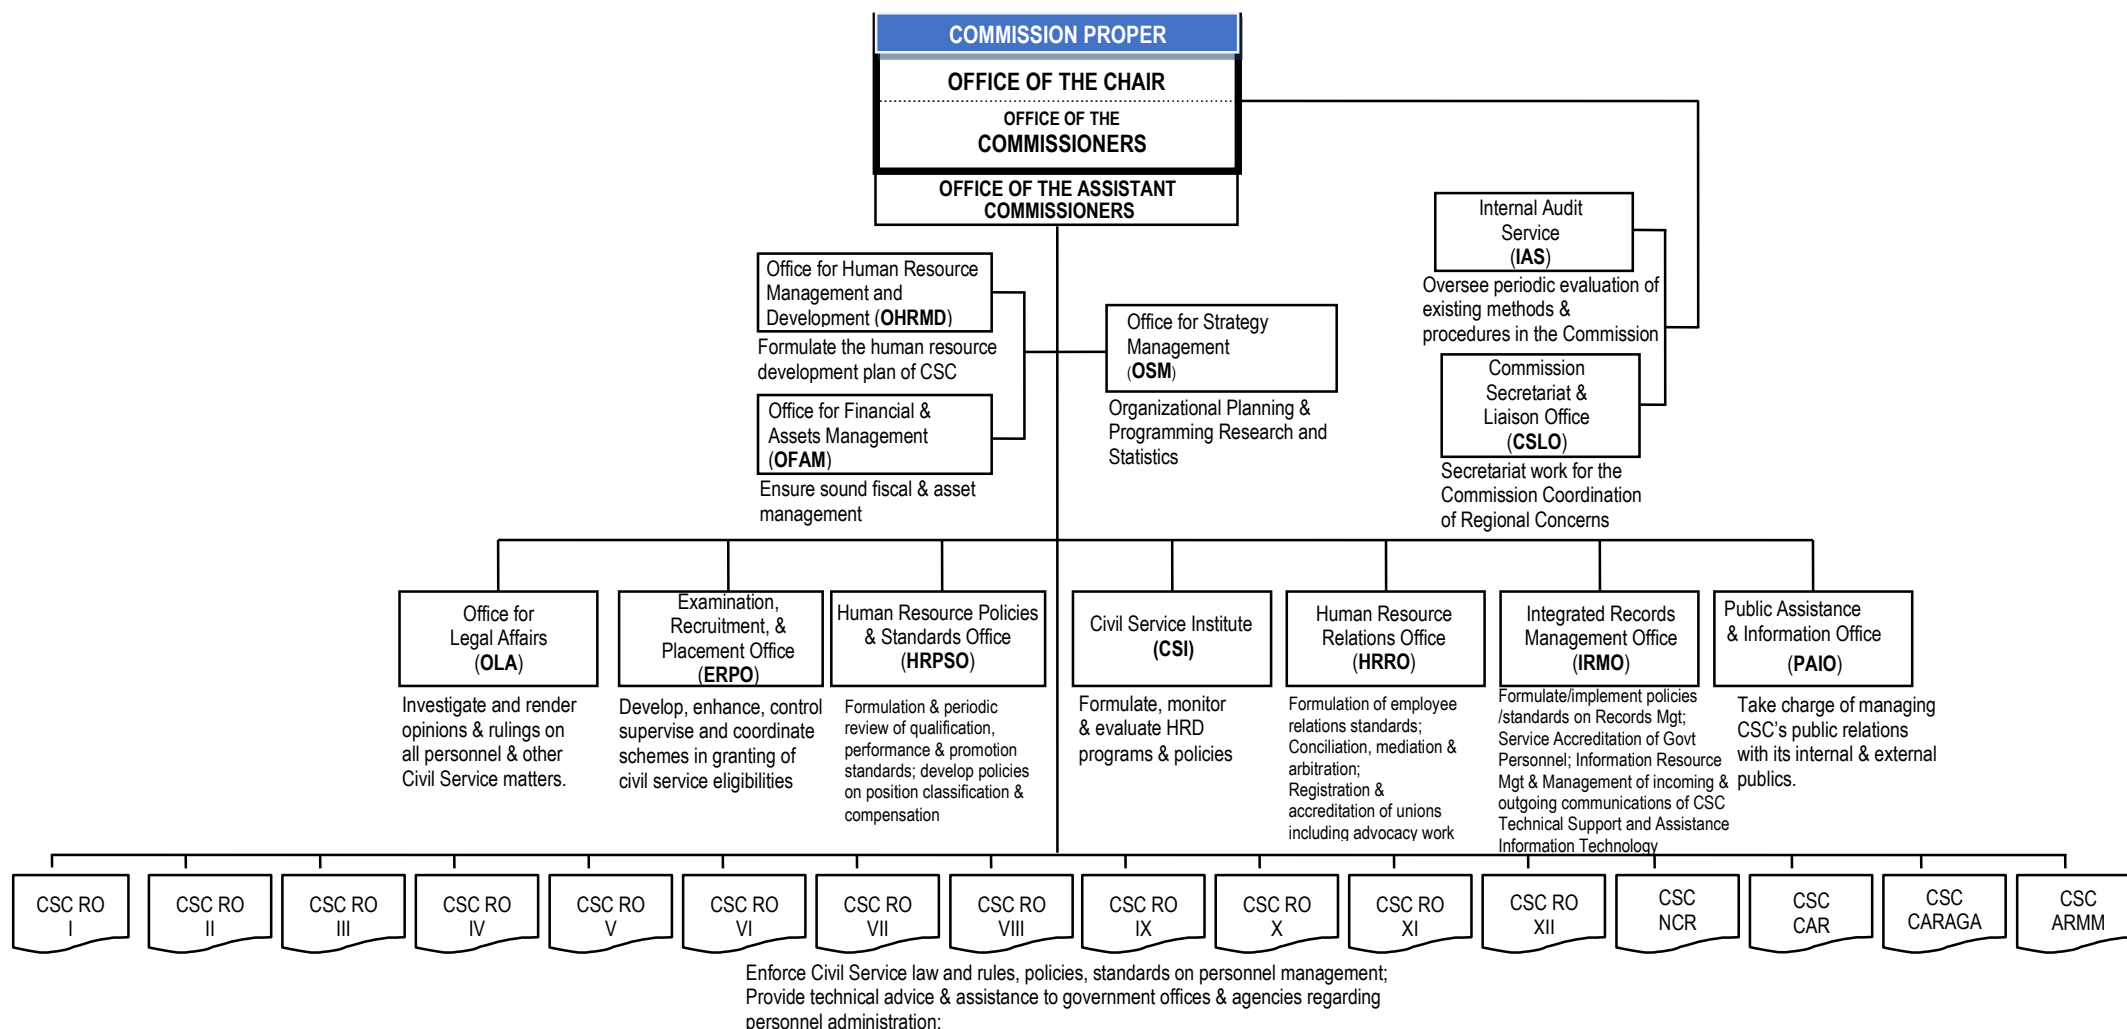 COMMISSION PROPER
OFFICE OF THE CHAIR
OFFICE OF THE
COMMISSIONERS
OFFICE OF THE ASSISTANT
COMMISSIONERS
Internal Audit
Service
(IAS)
Oversee periodic evaluation of
existing methods &
procedures in the Commission
Commission
Secretariat &
Liaison Office
(CSLO)
Secretariat work for the
Commission Coordination
of Regional Concerns
Office for Human Resource
Management and
Development (OHRMD)
Formulate the human resource
development plan of CSC
Office for Financial &
Assets Management
(OFAM)
Ensure sound fiscal & asset
management
Office for Strategy
Management
(OSM)
Organizational Planning &
Programming Research and
Statistics
Office for
Legal Affairs
(OLA)
Investigate and render
opinions & rulings on
all personnel & other
Civil Service matters.
Examination,
Recruitment, &
Placement Office
(ERPO)
Develop, enhance, control
supervise and coordinate
schemes in granting of
civil service eligibilities
Human Resource Policies
& Standards Office
(HRPSO)
Formulation & periodic
review of qualification,
performance & promotion
standards; develop policies
on position classification &
compensation
Civil Service Institute
(CSI)
Formulate, monitor
& evaluate HRD
programs & policies
Human Resource
Relations Office
(HRRO)
Formulation of employee
relations standards;
Conciliation, mediation &
arbitration;
Registration &
accreditation of unions
including advocacy work
Integrated Records
Management Office
(IRMO)
Formulate/implement policies
/standards on Records Mgt;
Service Accreditation of Govt
Personnel; Information Resource
Mgt & Management of incoming &
outgoing communications of CSC
Technical Support and Assistance
Information Technology
Public Assistance
& Information Office
(PAIO)
Take charge of managing
CSC's public relations
with its internal & external
publics.
CSC RO
I
CSC RO
II
CSC RO
III
CSC RO
IV
CSC RO
V
CSC RO
VI
CSC RO
VII
CSC RO
VIII
CSC RO
IX
CSC RO
X
CSC RO
XI
CSC RO
XII
CSC
NCR
CSC
CAR
CSC
CARAGA
CSC
ARMM
Enforce Civil Service law and rules, policies, standards on personnel management;
Provide technical advice & assistance to government offices & agencies regarding
personnel administration;